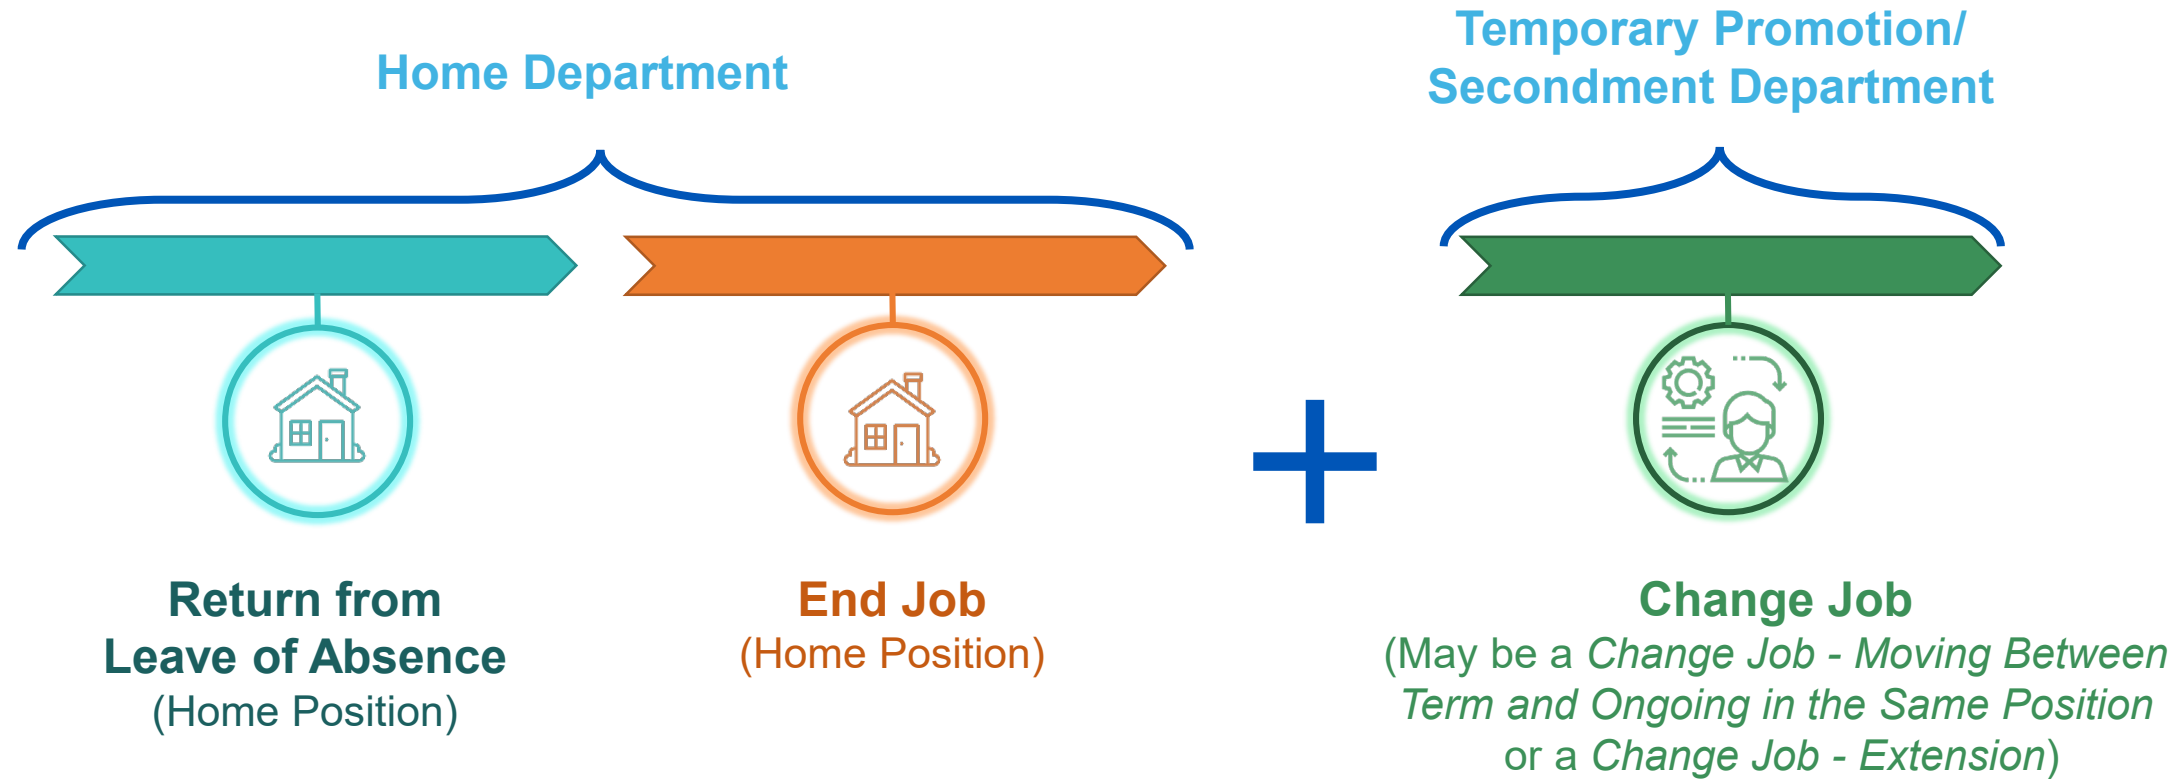 Home Department
Temporary Promotion/
Secondment Department
Return from
Leave of Absence
(Home Position)
End Job
(Home Position)
Change Job
(May be a Change Job - Moving Between
Term and Ongoing in the Same Position
or a Change Job - Extension)